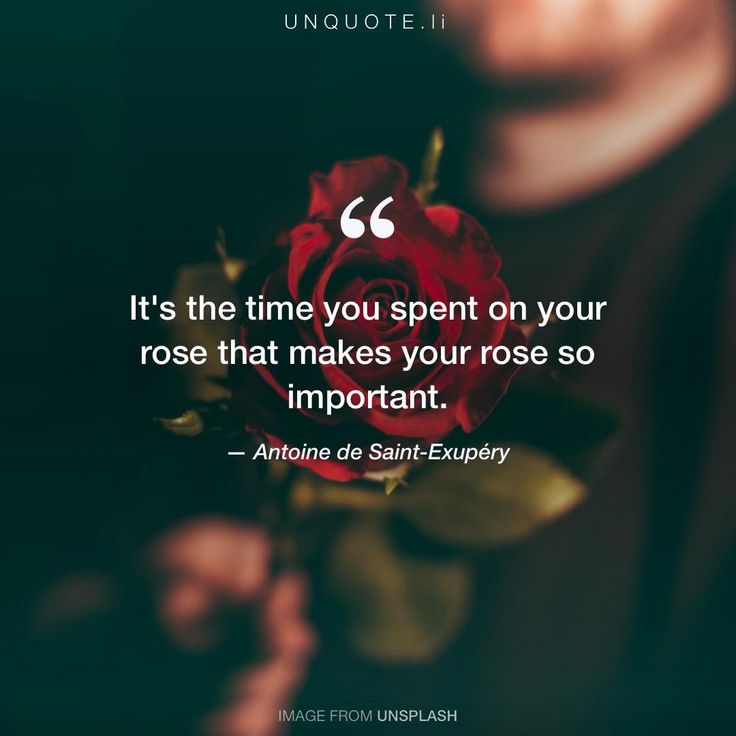 UNQUOTE.li
“
It's the time you spent on your
rose that makes your rose so
important.
— Antoine de Saint-Exupéry
IMAGE FROM UNSPLASH